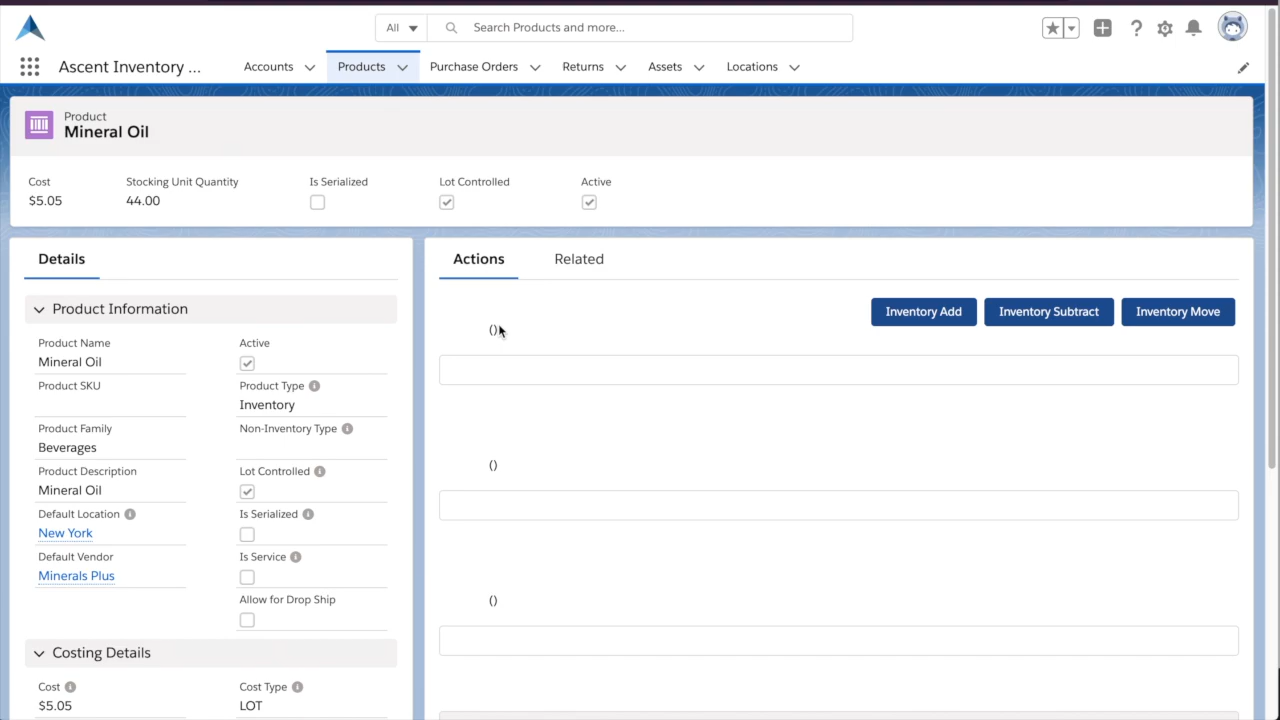 All
Search Products and more...
Ascent Inventory ...
Accounts
Products
Purchase Orders
Returns
Assets
Locations
Product
Mineral Oil
Cost
Stocking Unit Quantity
Is Serialized
Lot Controlled
Active
$5.05
44.00
Details
Product Information
Product Name
Active
Mineral Oil
Product SKU
Product Type
Inventory
Product Family
Non-Inventory Type
Beverages
Product Description
Lot Controlled
Mineral Oil
Default Location
Is Serialized
New York
Default Vendor
Is Service
Minerals Plus
Allow for Drop Ship
Costing Details
Cost
Cost Type
$5.05
LOT
Actions
Related
Inventory Add
Inventory Subtract
Inventory Move
()
()
()